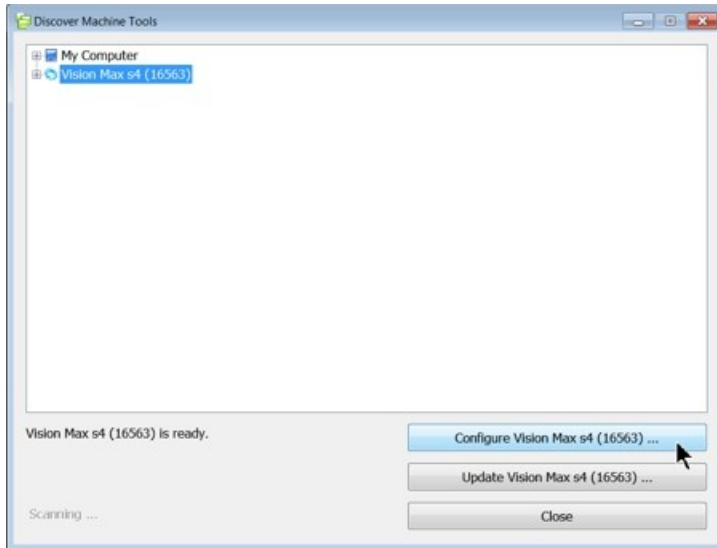 Discover Machine Tools
My Computer
Vision Max s4 (16563)
Vision Max s4 (16563) is ready.
Configure Vision Max s4 (16563) ...
Update Vision Max s4 (16563) ...
Scanning ...
Close